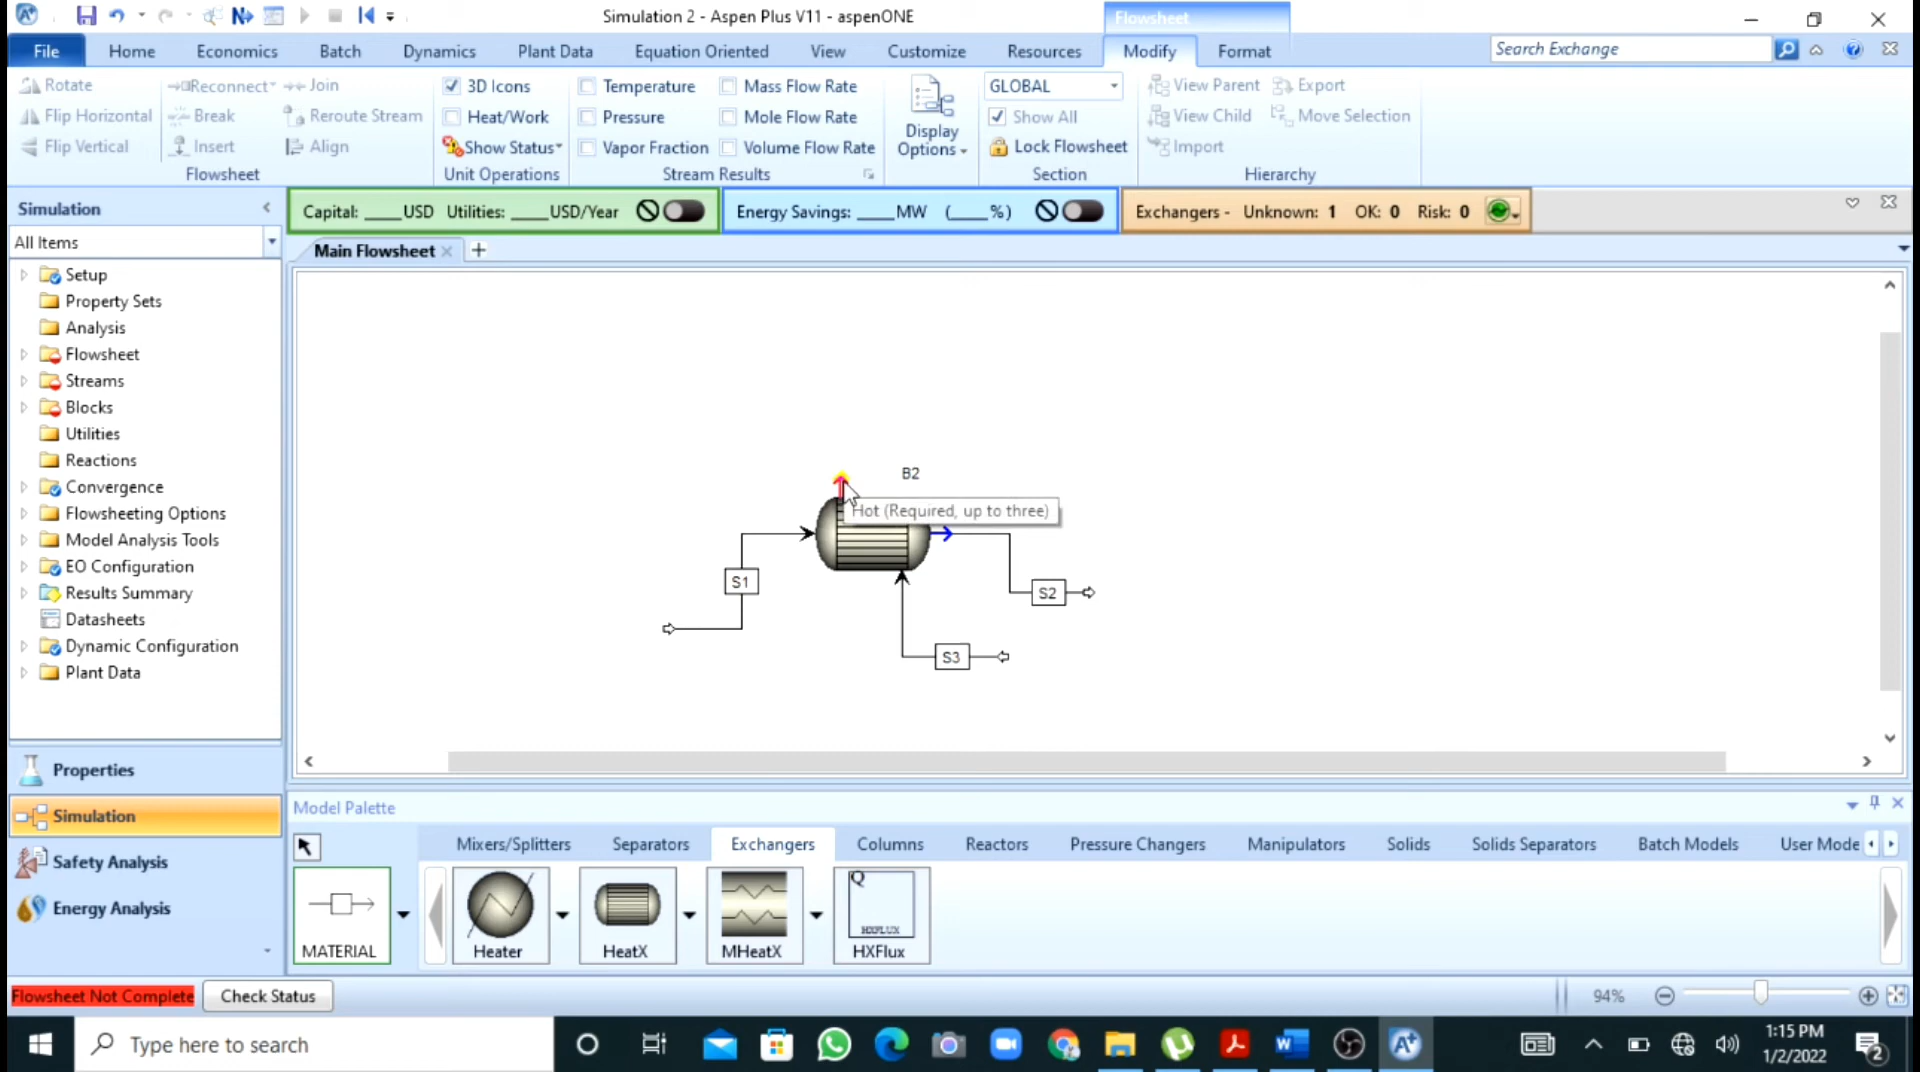 Simulation 2 - Aspen Plus V11 - aspenONE
Flowsheet
File Home Economics Batch Dynamics Plant Data Equation Oriented View Customize Resources Modify Format
Search Exchange
Rotate
Flip Horizontal
Flip Vertical
Reconnect
Join
Break
Reroute Stream
Insert
Align
Flowsheet
3D Icons
Heat/Work
Show Status
Unit Operations
Temperature
Mass Flow Rate
Pressure
Mole Flow Rate
Vapor Fraction
Volume Flow Rate
Stream Results
Display
Options
GLOBAL
Show All
Lock Flowsheet
Section
View Parent
Export
View Child
Move Selection
Import
Hierarchy
Simulation
All Items
Capital: ____USD Utilities: ____USD/Year
Energy Savings: ____MW (____%)
Exchangers - Unknown: 1 OK: 0 Risk: 0
Main Flowsheet
Setup
Property Sets
Analysis
Flowsheet
Streams
Blocks
Utilities
Reactions
Convergence
Flowsheeting Options
Model Analysis Tools
EO Configuration
Results Summary
Datasheets
Dynamic Configuration
Plant Data
B2
Hot (Required, up to three)
S1
S2
S3
Properties
Simulation
Safety Analysis
Energy Analysis
Model Palette
Mixers/Splitters Separators Exchangers Columns Reactors Pressure Changers Manipulators Solids Solids Separators Batch Models User Mode
MATERIAL
Heater
HeatX
MHeatX
Q
HXFLUX
HXFlux
Flowsheet Not Complete
Check Status
94%
Type here to search
1:15 PM
1/2/2022
2